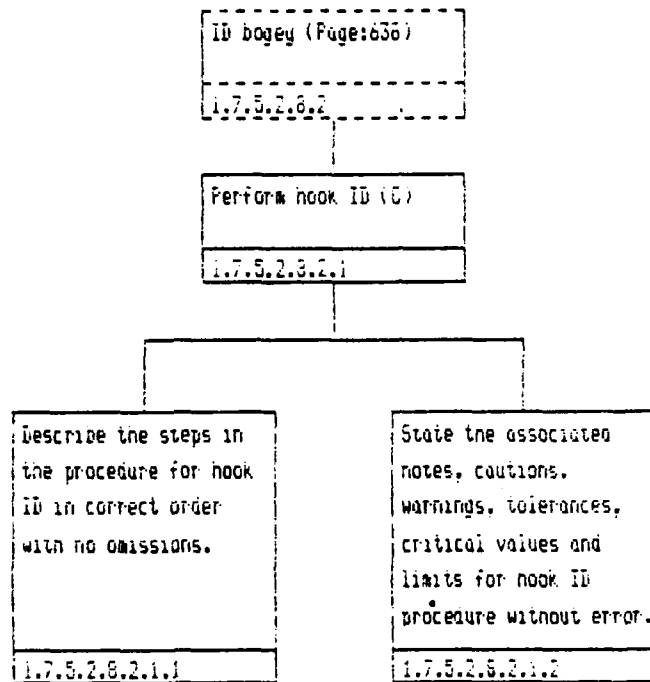 ID bogey (Page:638)
1.7.5.2.8.2
Perform hook ID (C)
1.7.5.2.8.2.1
Describe the steps in
the procedure for hook
ID in correct order
with no omissions.
1.7.5.2.8.2.1.1
State the associated
notes, cautions,
warnings, tolerances,
critical values and
limits for hook ID
procedure without error.
1.7.5.2.8.2.1.2